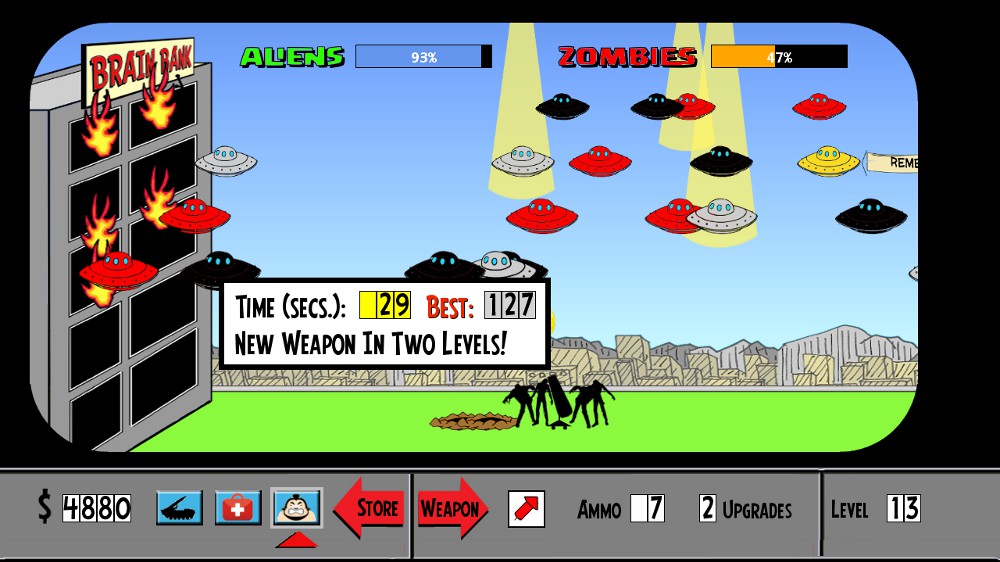 BRAIN BANK
ALIENS 93% ZOMBIES 47%
REME
TIME (SECS.): 29 BEST: 127
NEW WEAPON IN TWO LEVELS!
$ 4880 STORE WEAPON AMMO 7 2 UPGRADES LEVEL 13